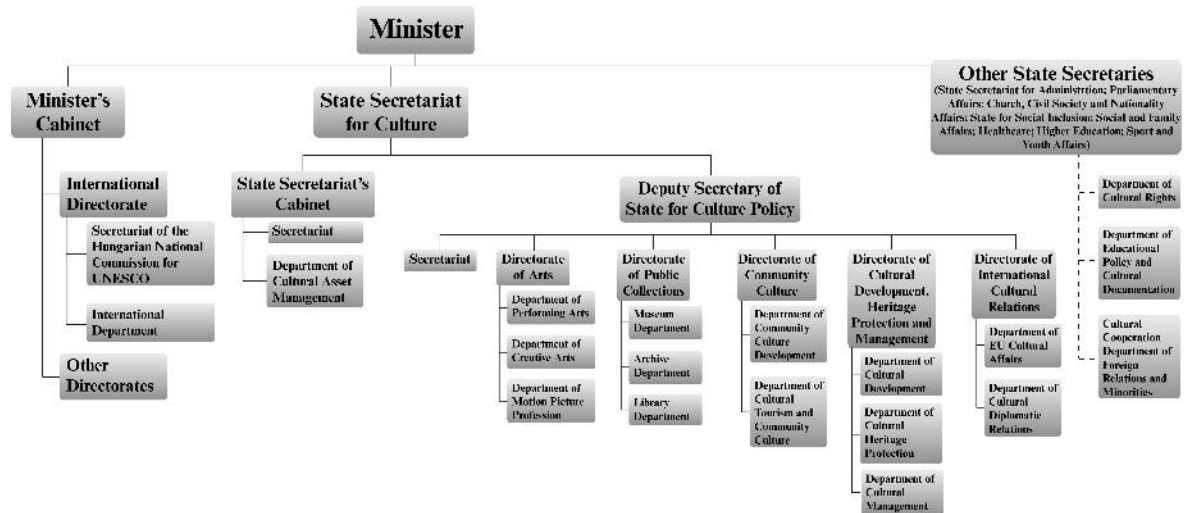 Minister
Minister's
Cabinet
International
Directorate
Secretariat of the
Hungarian National
Commission for
UNESCO
International
Department
Other
Directorates
State Secretariat
for Culture
State Secretariat's
Cabinet
Secretariat
Department of
Cultural Asset
Management
Deputy Secretary of
State for Culture Policy
Secretariat
Directorate
of Arts
Department of
Performing Arts
Department of
Creative Arts
Department of
Motion Picture
Profession
Directorate
of Public
Collections
Museum
Department
Archive
Department
Library
Department
Directorate of
Community
Culture
Department of
Community
Culture Development
Department of
Cultural
Tourism and
Community
Culture
Directorate of
Cultural
Development,
Heritage
Protection and
Management
Department of
Cultural
Development
Department of
Cultural
Heritage
Protection
Department of
Cultural
Management
Directorate of
International
Cultural
Relations
Department of
EU Cultural
Affairs
Department of
Cultural
Diplomatic
Relations
Other State Secretaries
(State Secretariat for Administrtion; Parliamentary
Affairs; Church, Civil Society and Nationality
Affairs; State for Social Inclusion; Social and Family
Affairs; Healthcare; Higher Education; Sport and
Youth Affairs)
Department of
Cultural Rights
Department of
Educational
Policy and
Cultural
Documentation
Cultural
Cooperation
Department of
Foreign
Relations and
Minorities